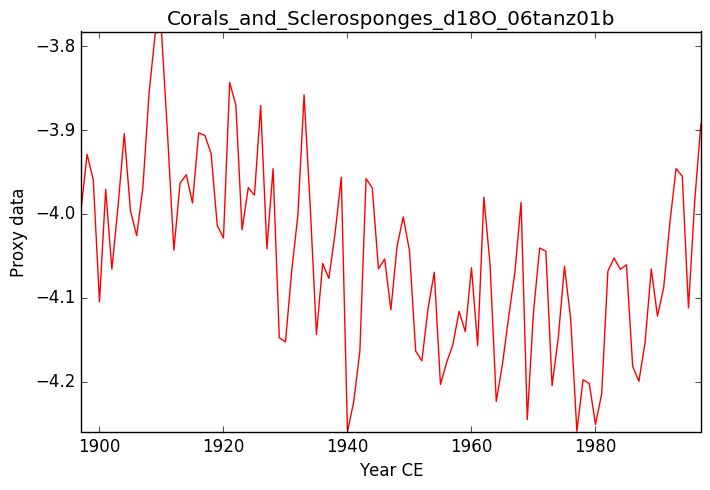 Corals_and_Sclerosponges_d18O_06tanz01b
−3.8
−3.9
−4.0
−4.1
−4.2
Proxy data
1900 1920 1940 1960 1980
Year CE